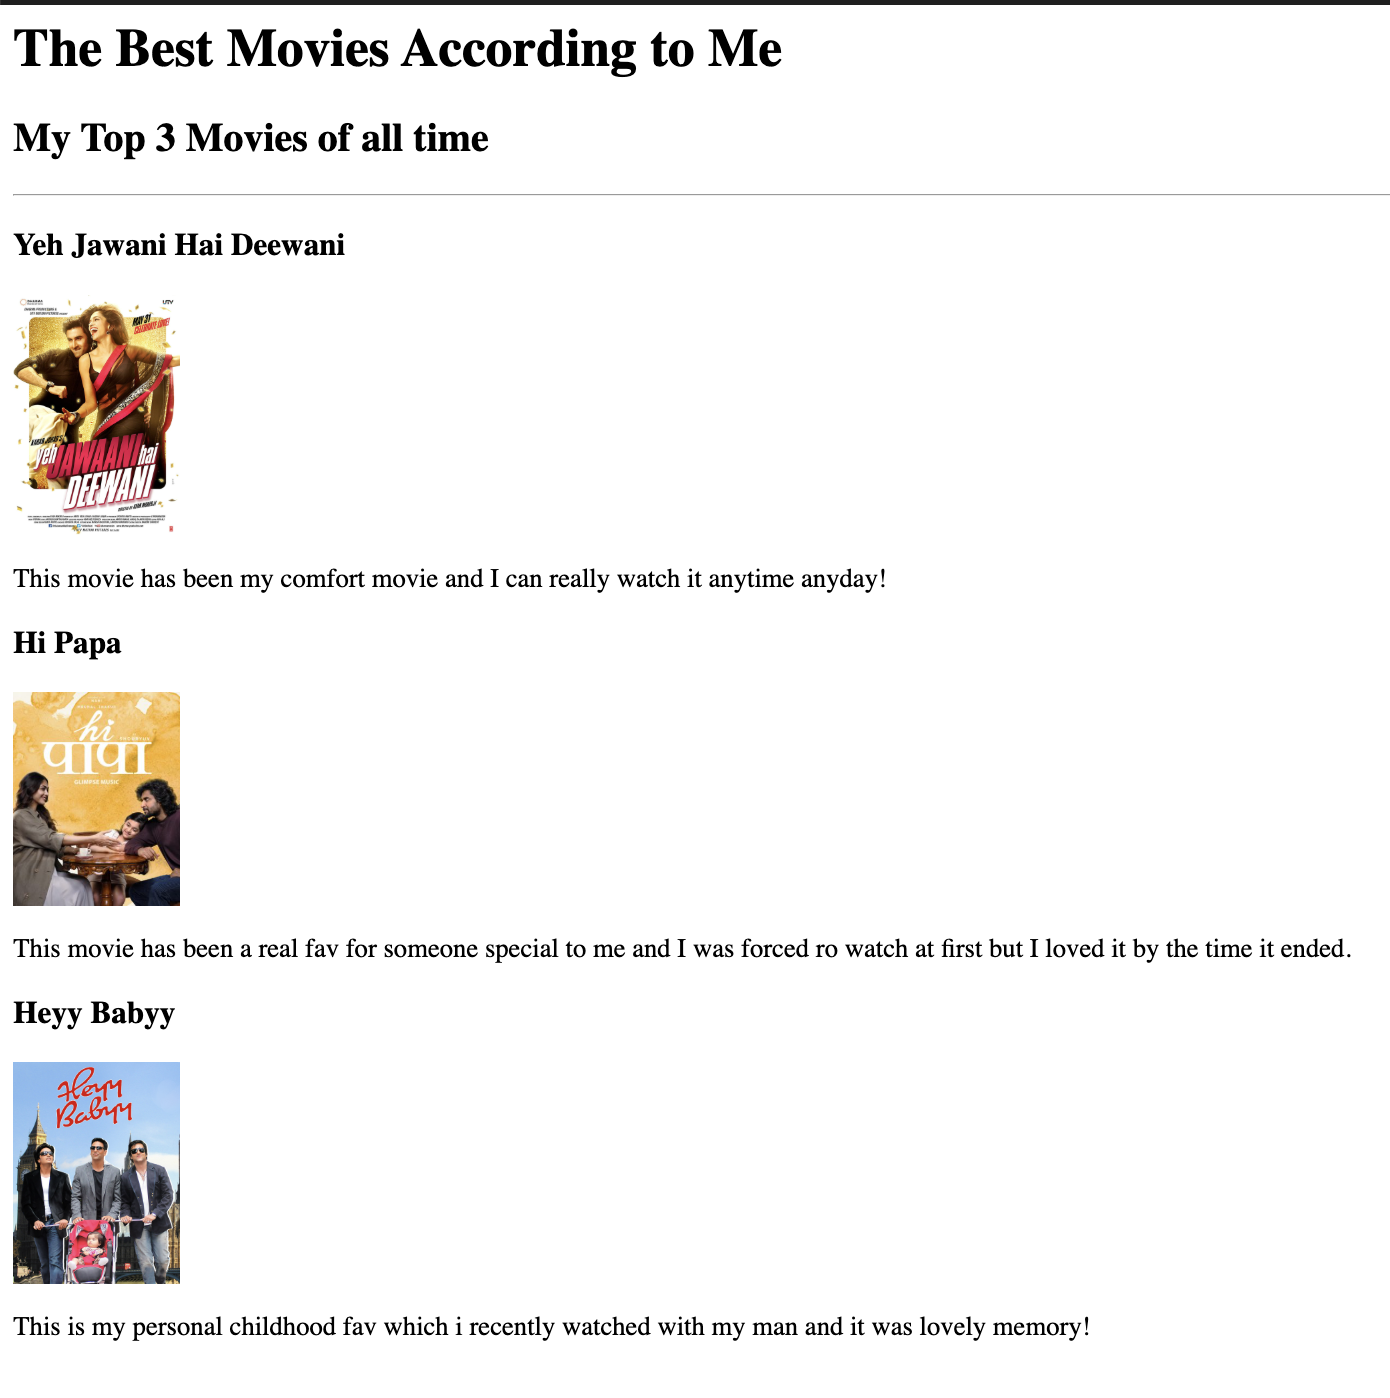 The Best Movies According to Me
My Top 3 Movies of all time
Yeh Jawani Hai Deewani
UTV
MAY 31
CELEBRATE LOVE!
yeh JAWAANI hai
DEEWANI
This movie has been my comfort movie and I can really watch it anytime anyday!
Hi Papa
hi
पापा
GLIMPSE MUSIC
This movie has been a real fav for someone special to me and I was forced ro watch at first but I loved it by the time it ended.
Heyy Babyy
Heyy
Babyy
This is my personal childhood fav which i recently watched with my man and it was lovely memory!